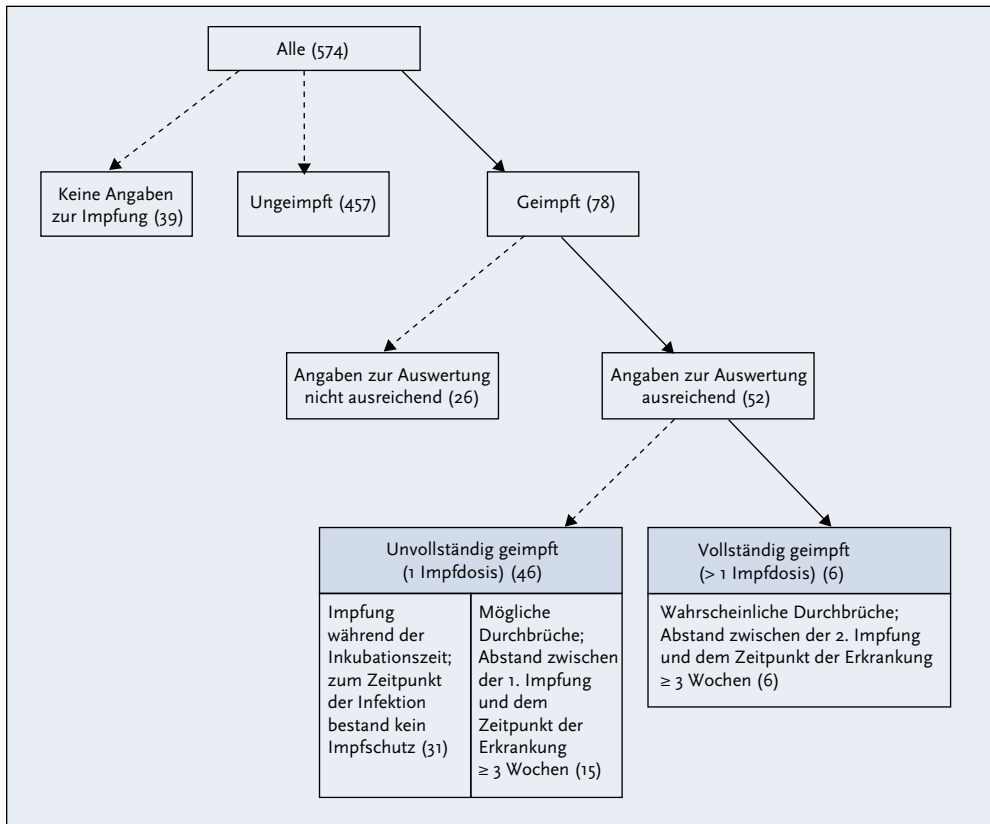 Alle (574)
Keine Angaben
zur Impfung (39)
Ungeimpft (457)
Geimpft (78)
Angaben zur Auswertung
nicht ausreichend (26)
Angaben zur Auswertung
ausreichend (52)
Unvollständig geimpft
(1 Impfdosis) (46)
Impfung
während der
Inkubationszeit;
zum Zeitpunkt
der Infektion
bestand kein
Impfschutz (31)
Mögliche
Durchbrüche;
Abstand zwischen
der 1. Impfung
und dem
Zeitpunkt der
Erkrankung
≥ 3 Wochen (15)
Vollständig geimpft
(> 1 Impfdosis) (6)
Wahrscheinliche Durchbrüche;
Abstand zwischen der 2. Impfung
und dem Zeitpunkt der Erkrankung
≥ 3 Wochen (6)